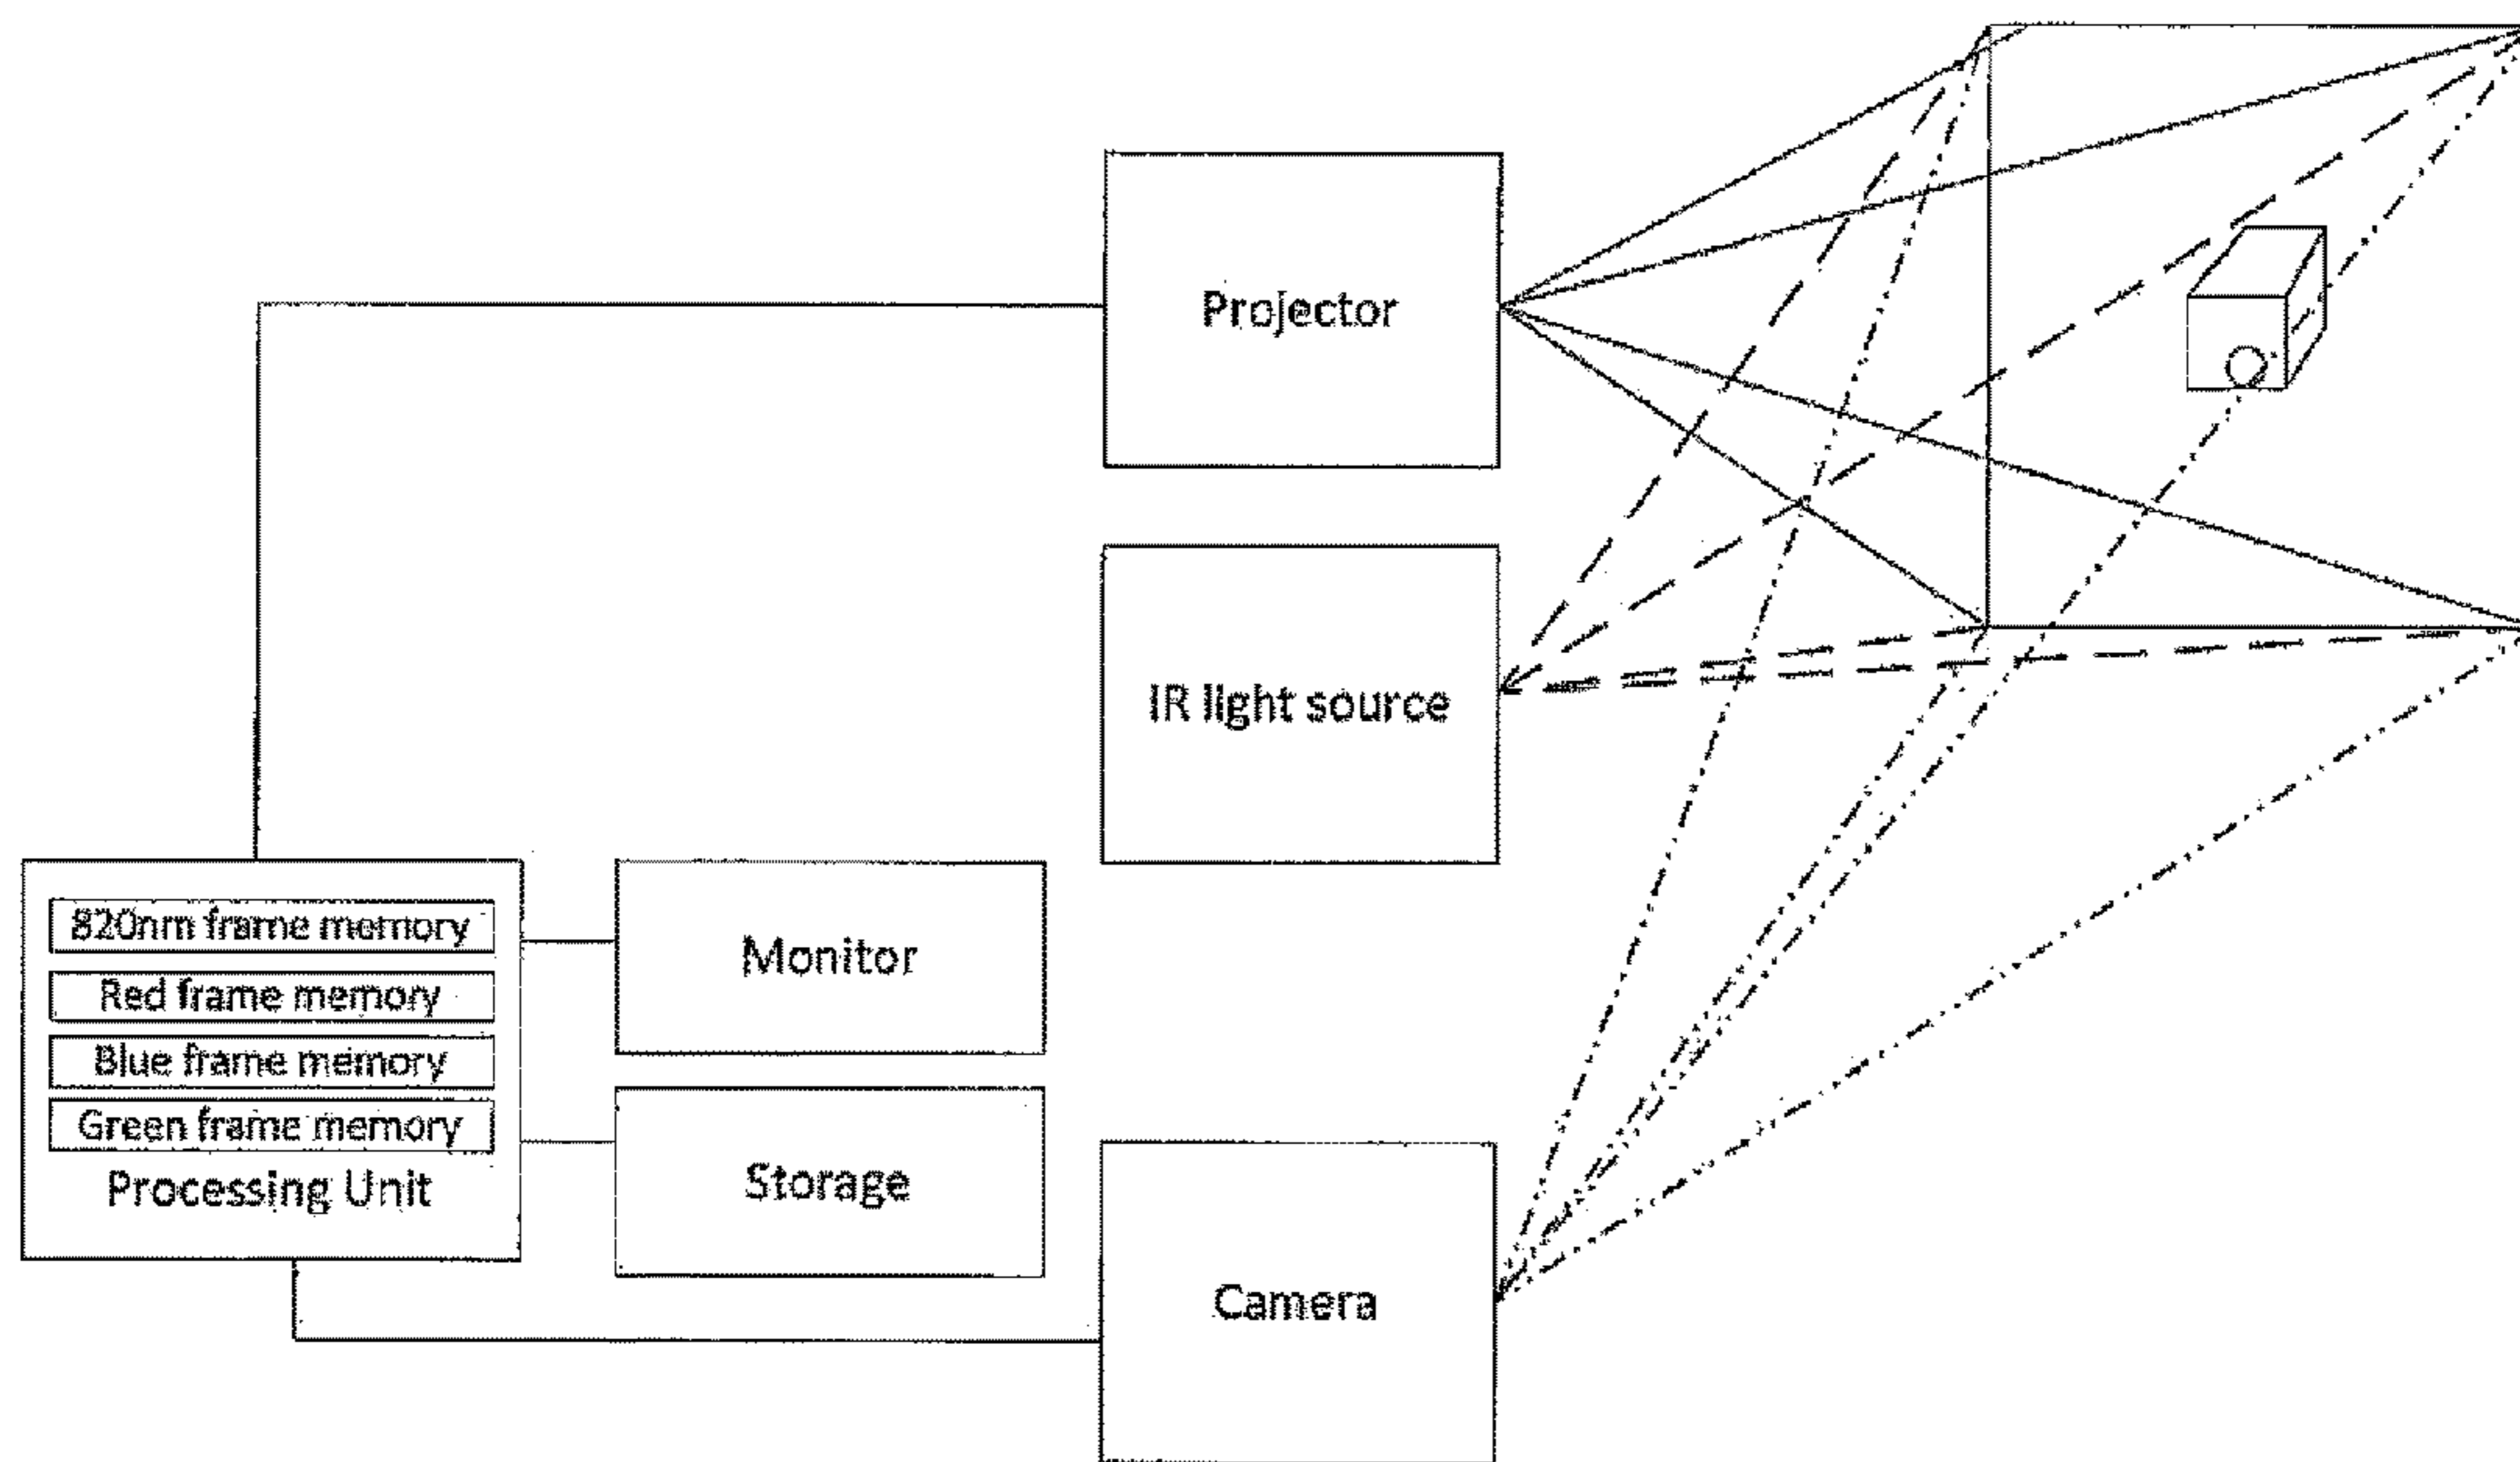 Projector
IR light source
820nm frame memory
Red frame memory
Blue frame memory
Green frame memory
Processing Unit
Monitor
Storage
Camera